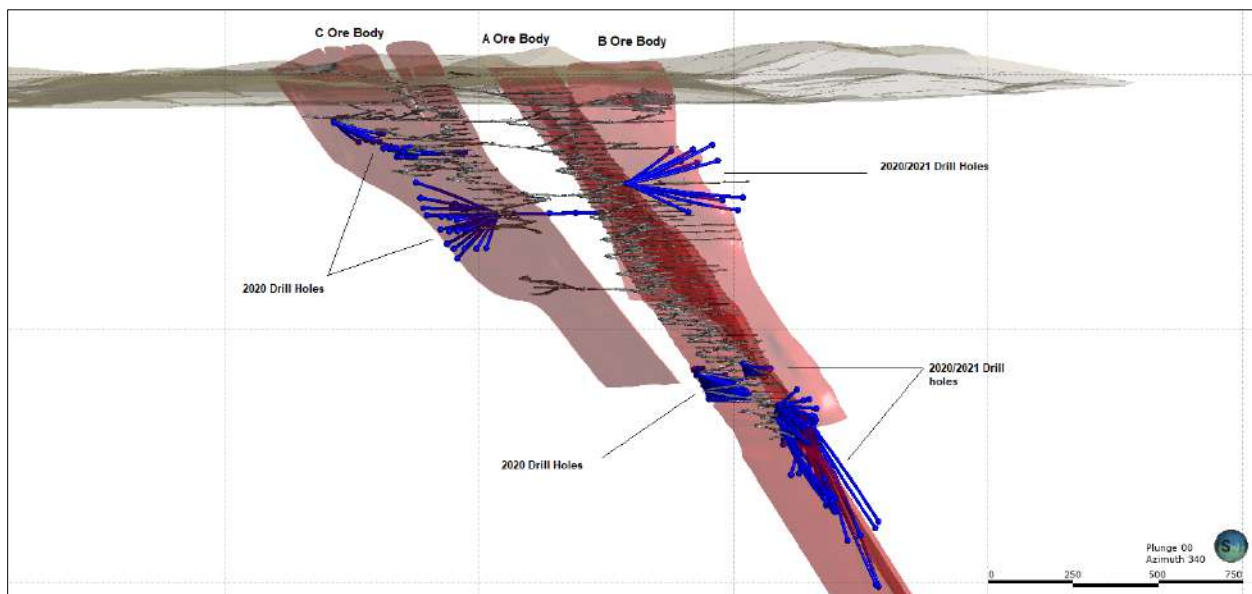 C Ore Body
A Ore Body
B Ore Body
2020/2021 Drill Holes
2020 Drill Holes
2020/2021 Drill
holes
2020 Drill Holes
Plunge 00
Azimuth 340
S
0
250
500
750